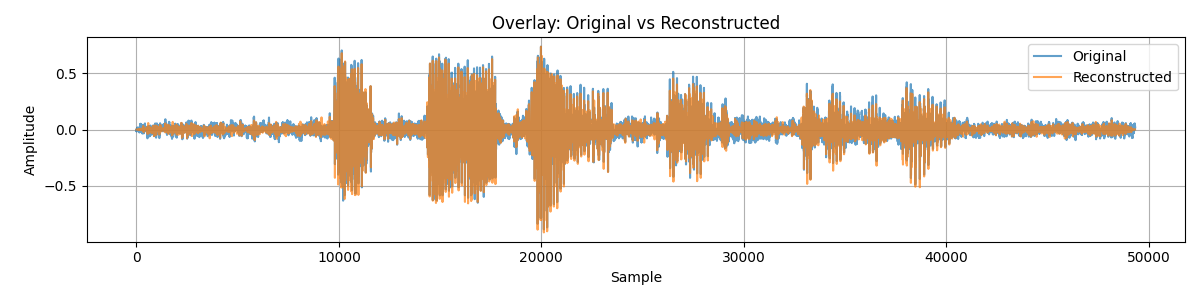 Overlay: Original vs Reconstructed
Original
Reconstructed
Amplitude
0.5
0.0
−0.5
0
10000
20000
30000
40000
50000
Sample